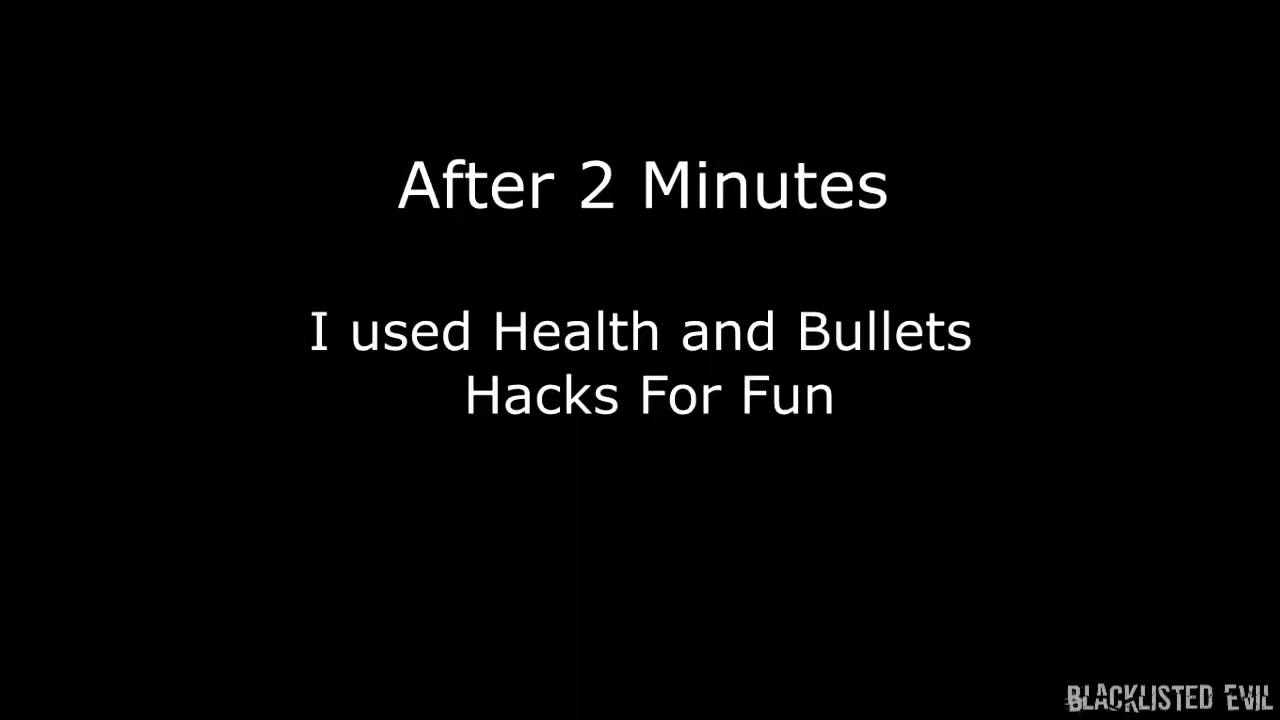 After 2 Minutes
I used Health and Bullets
Hacks For Fun
BLACKLISTED EVIL